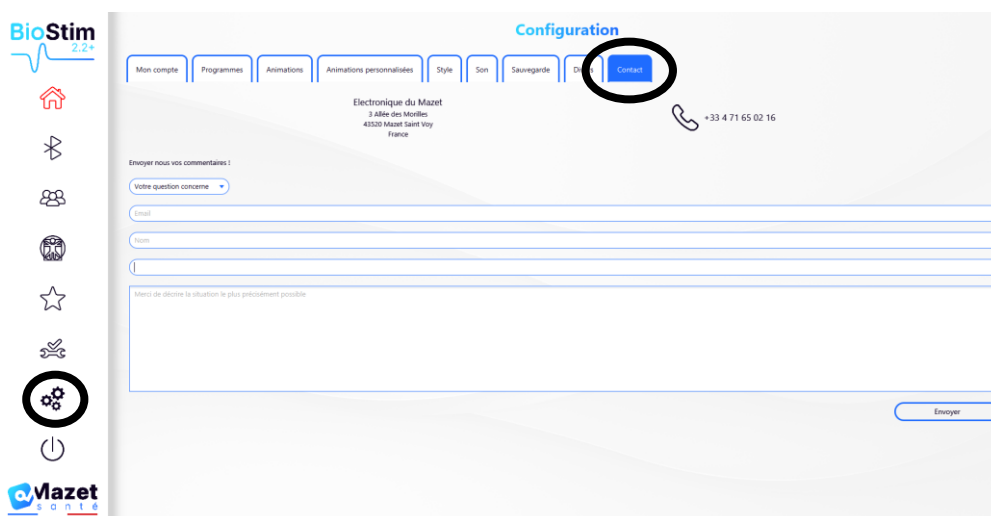 BioStim
2.2+
Configuration
Mon compte
Programmes
Animations
Animations personnalisées
Style
Son
Sauvegarde
Contact
Electronique du Mazet
3 Allée des Morilles
43520 Mazet Saint Voy
France
+33 4 71 65 02 16
Envoyer nous vos commentaires !
Votre question concerne
Email
Nom
Merci de décrire la situation le plus précisément possible
Envoyer
Mazet
santé